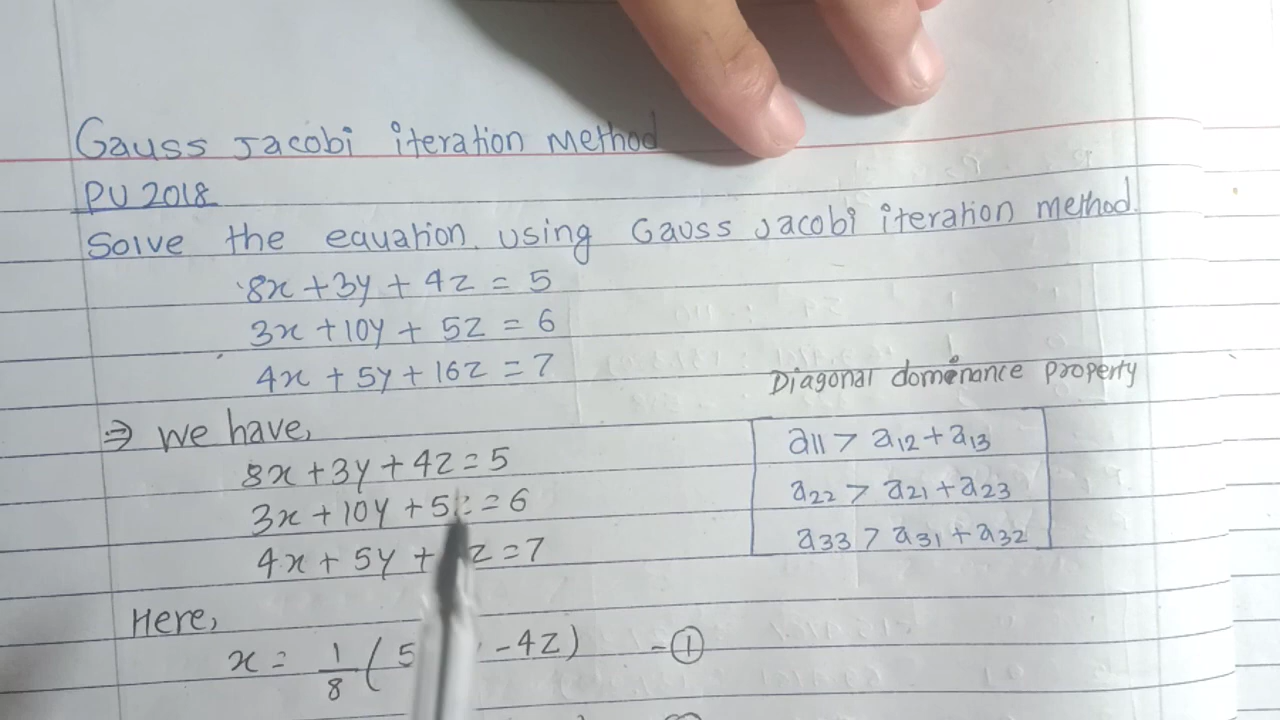 Gauss Jacobi iteration method
PU 2018
Solve the equation using Gauss Jacobi iteration method.
8x + 3y + 4z = 5
3x + 10y + 5z = 6
4x + 5y + 16z = 7
Diagonal dominance property
⇒ we have,
a11 > a12 + a13
8x + 3y + 4z = 5
a22 > a21 + a23
3x + 10y + 5z = 6
a33 > a31 + a32
4x + 5y + z = 7
Here,
x = 1/8 ( 5 - 4z) - ①